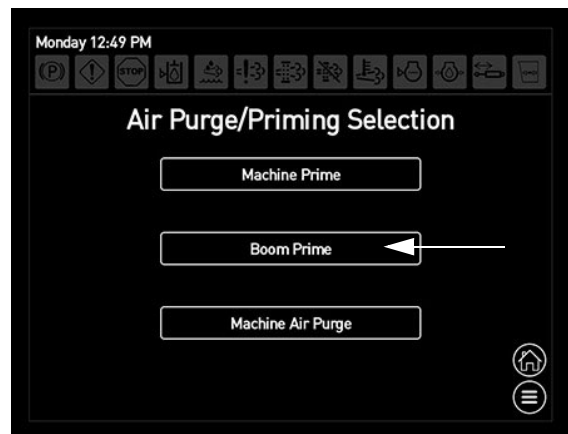 Monday 12:49 PM
(P)
STOP
Air Purge/Priming Selection
Machine Prime
Boom Prime
Machine Air Purge